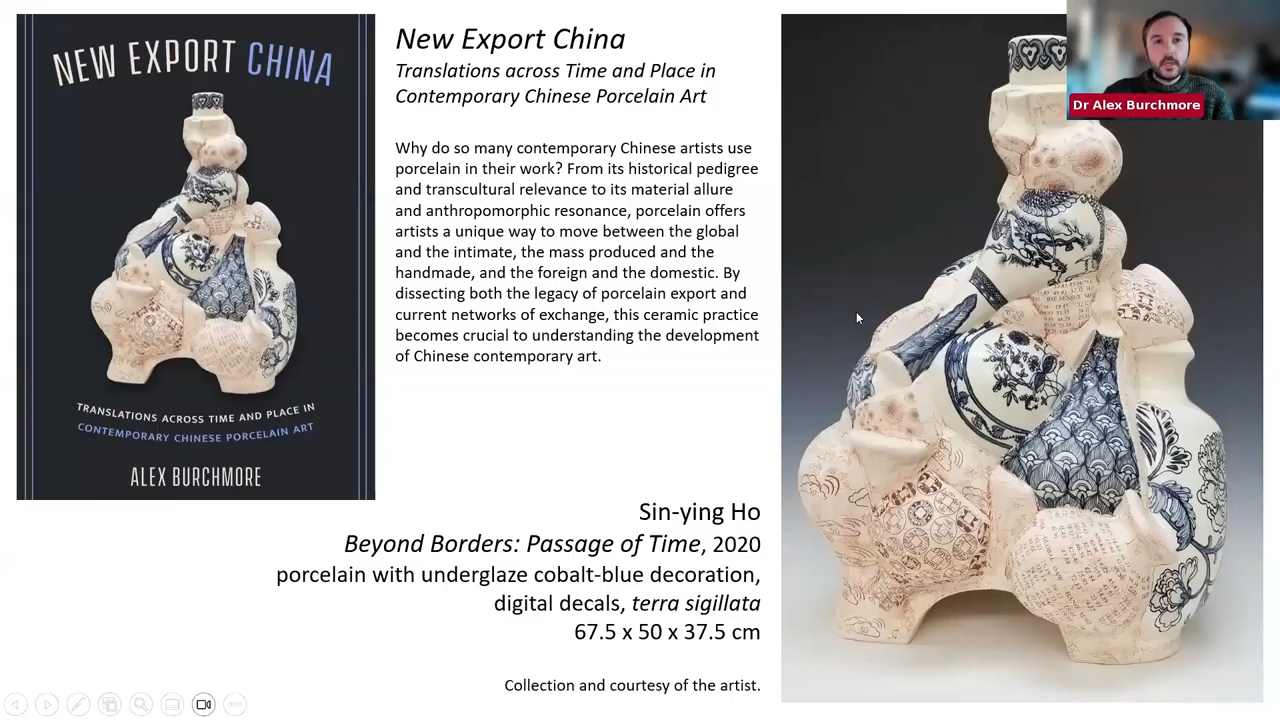 NEW EXPORT CHINA
TRANSLATIONS ACROSS TIME AND PLACE IN
CONTEMPORARY CHINESE PORCELAIN ART
ALEX BURCHMORE
New Export China
Translations across Time and Place in
Contemporary Chinese Porcelain Art
Why do so many contemporary Chinese artists use
porcelain in their work? From its historical pedigree
and transcultural relevance to its material allure
and anthropomorphic resonance, porcelain offers
artists a unique way to move between the global
and the intimate, the mass produced and the
handmade, and the foreign and the domestic. By
dissecting both the legacy of porcelain export and
current networks of exchange, this ceramic practice
becomes crucial to understanding the development
of Chinese contemporary art.
Sin-ying Ho
Beyond Borders: Passage of Time, 2020
porcelain with underglaze cobalt-blue decoration,
digital decals, terra sigillata
67.5 x 50 x 37.5 cm
Collection and courtesy of the artist.
Dr Alex Burchmore